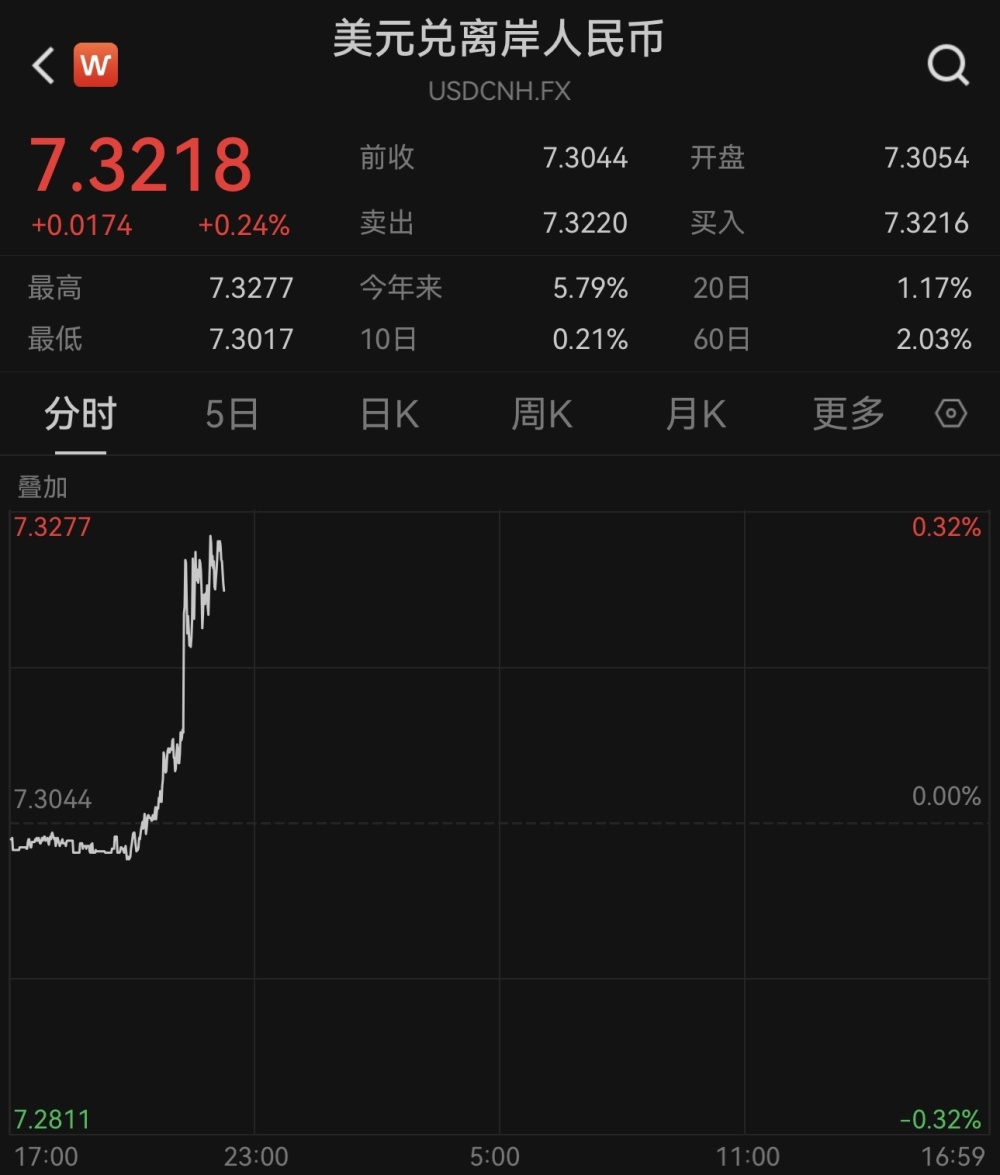 美元兑离岸人民币
W
USDCNH.FX
7.3218 前收 7.3044 开盘 7.3054
+0.0174 +0.24% 卖出 7.3220 买入 7.3216
最高 7.3277 今年来 5.79% 20日 1.17%
最低 7.3017 10日 0.21% 60日 2.03%
分时 5日 日K 周K 月K 更多
叠加
7.3277 0.32%
7.3044 0.00%
7.2811 -0.32%
17:00 23:00 5:00 11:00 16:59